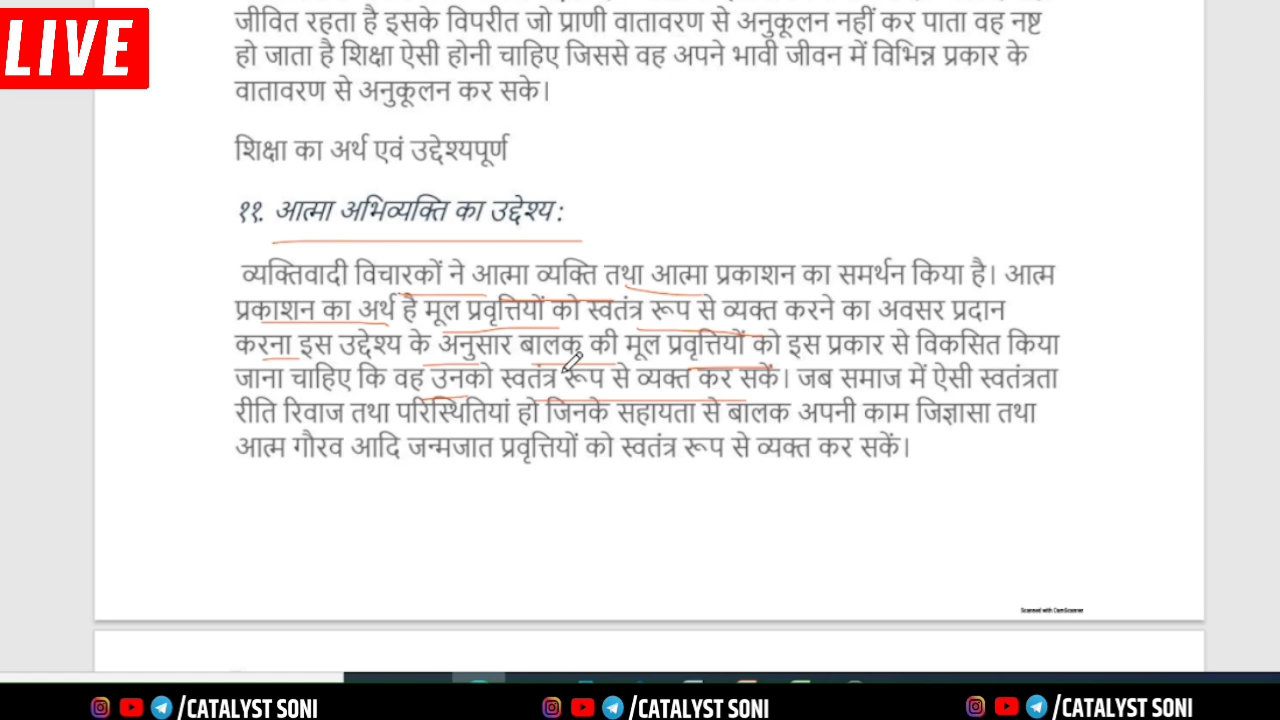 LIVE
जीवित रहता है इसके विपरीत जो प्राणी वातावरण से अनुकूलन नहीं कर पाता वह नष्ट
हो जाता है शिक्षा ऐसी होनी चाहिए जिससे वह अपने भावी जीवन में विभिन्न प्रकार के
वातावरण से अनुकूलन कर सके।
शिक्षा का अर्थ एवं उद्देश्यपूर्ण
११. आत्मा अभिव्यक्ति का उद्देश्य :
व्यक्तिवादी विचारकों ने आत्मा व्यक्ति तथा आत्मा प्रकाशन का समर्थन किया है। आत्म
प्रकाशन का अर्थ है मूल प्रवृत्तियों को स्वतंत्र रूप से व्यक्त करने का अवसर प्रदान
करना इस उद्देश्य के अनुसार बालक की मूल प्रवृत्तियों को इस प्रकार से विकसित किया
जाना चाहिए कि वह उनको स्वतंत्र रूप से व्यक्त कर सकें। जब समाज में ऐसी स्वतंत्रता
रीति रिवाज तथा परिस्थितियां हो जिनके सहायता से बालक अपनी काम जिज्ञासा तथा
आत्म गौरव आदि जन्मजात प्रवृत्तियों को स्वतंत्र रूप से व्यक्त कर सकें।
Scanned with CamScanner
/CATALYST SONI /CATALYST SONI /CATALYST SONI